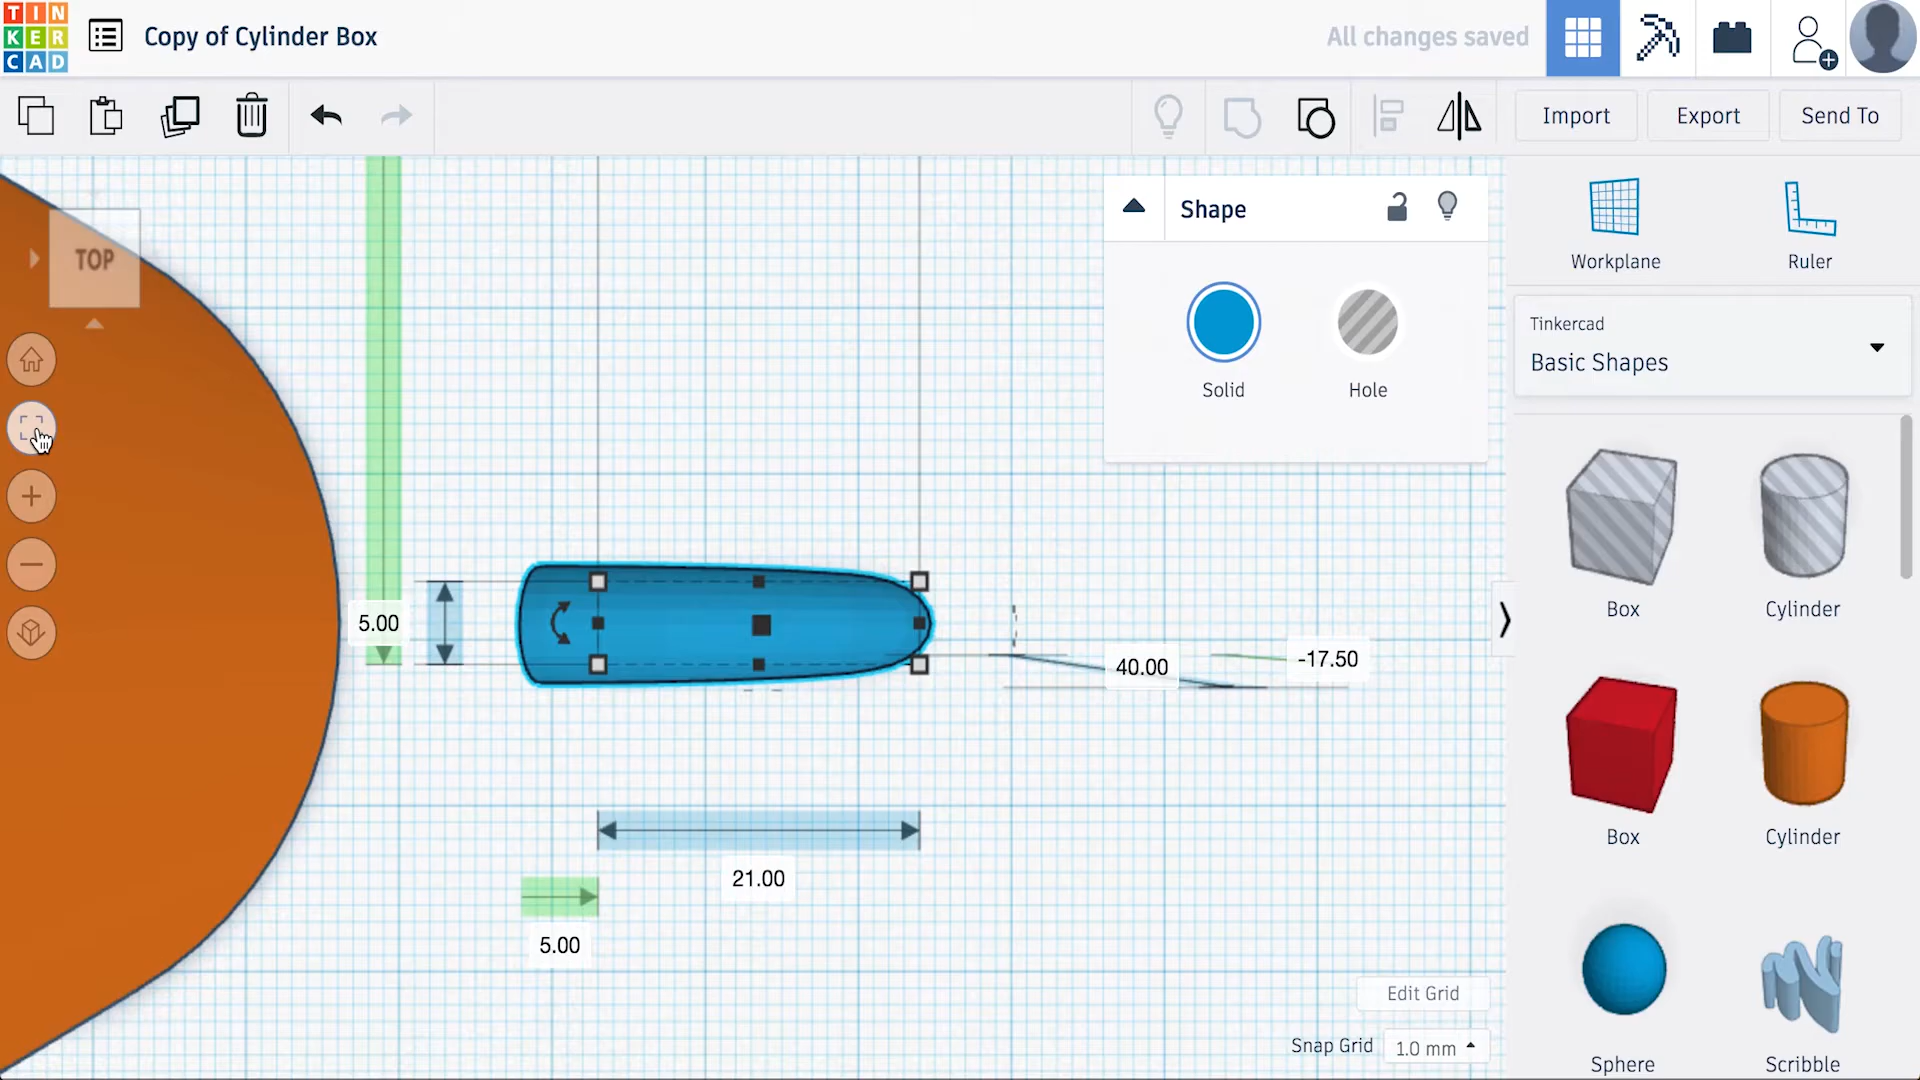 TIN
KER
CAD
Copy of Cylinder Box
All changes saved
Import
Export
Send To
TOP
Shape
Solid
Hole
Workplane
Ruler
Tinkercad
Basic Shapes
Box
Cylinder
5.00
40.00
-17.50
Box
Cylinder
21.00
5.00
Edit Grid
Snap Grid
1.0 mm
Sphere
Scribble